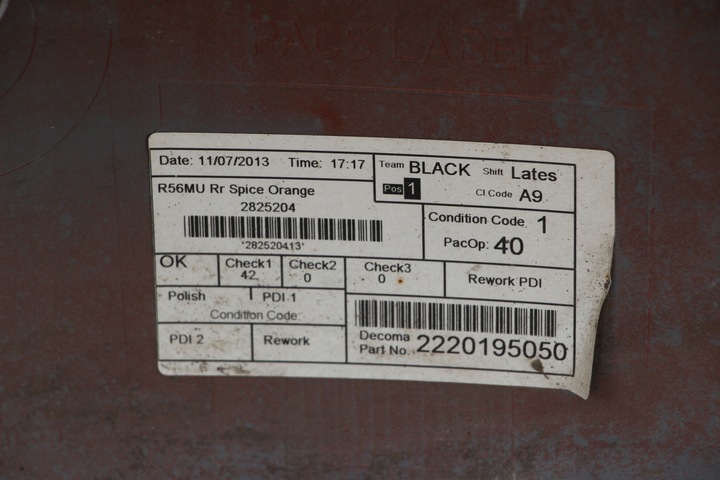 PAGS LABEL
Date: 11/07/2013 Time: 17:17
Team BLACK Shift Lates
Pos 1 Cl Code A9
R56MU Rr Spice Orange
2825204
*282520413*
Condition Code 1
PacOp: 40
OK Check1 Check2 Check3 Rework PDI
42 0 0
Polish PDI 1
Condition Code:
PDI 2 Rework
Decoma
Part No. 2220195050